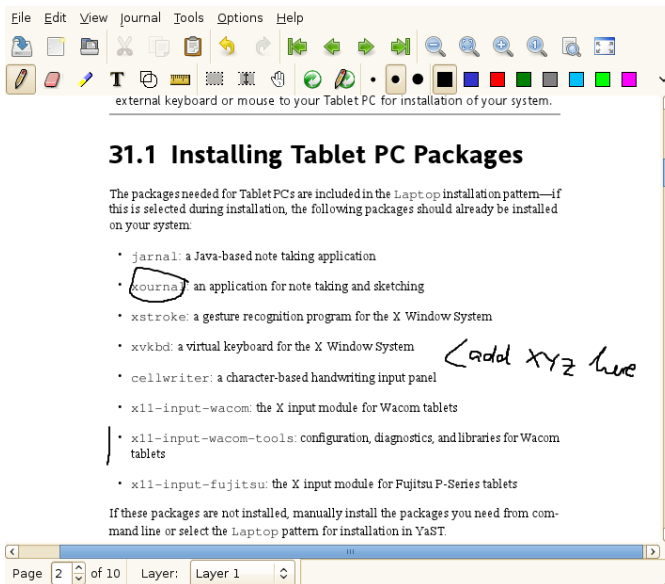 File Edit View Journal Tools Options Help
T
external keyboard or mouse to your Tablet PC for installation of your system.
31.1 Installing Tablet PC Packages
The packages needed for Tablet PCs are included in the Laptop installation pattern—if
this is selected during installation, the following packages should already be installed
on your system:
• jarnal: a Java-based note taking application
• xournal: an application for note taking and sketching
• xstroke: a gesture recognition program for the X Window System
• xvkbd: a virtual keyboard for the X Window System
<add XYZ here
• cellwriter: a character-based handwriting input panel
• x11-input-wacom: the X input module for Wacom tablets
• x11-input-wacom-tools: configuration, diagnostics, and libraries for Wacom
tablets
• x11-input-fujitsu: the X input module for Fujitsu P-Series tablets
If these packages are not installed, manually install the packages you need from com-
mand line or select the Laptop pattern for installation in YaST.
Page 2 of 10 Layer: Layer 1